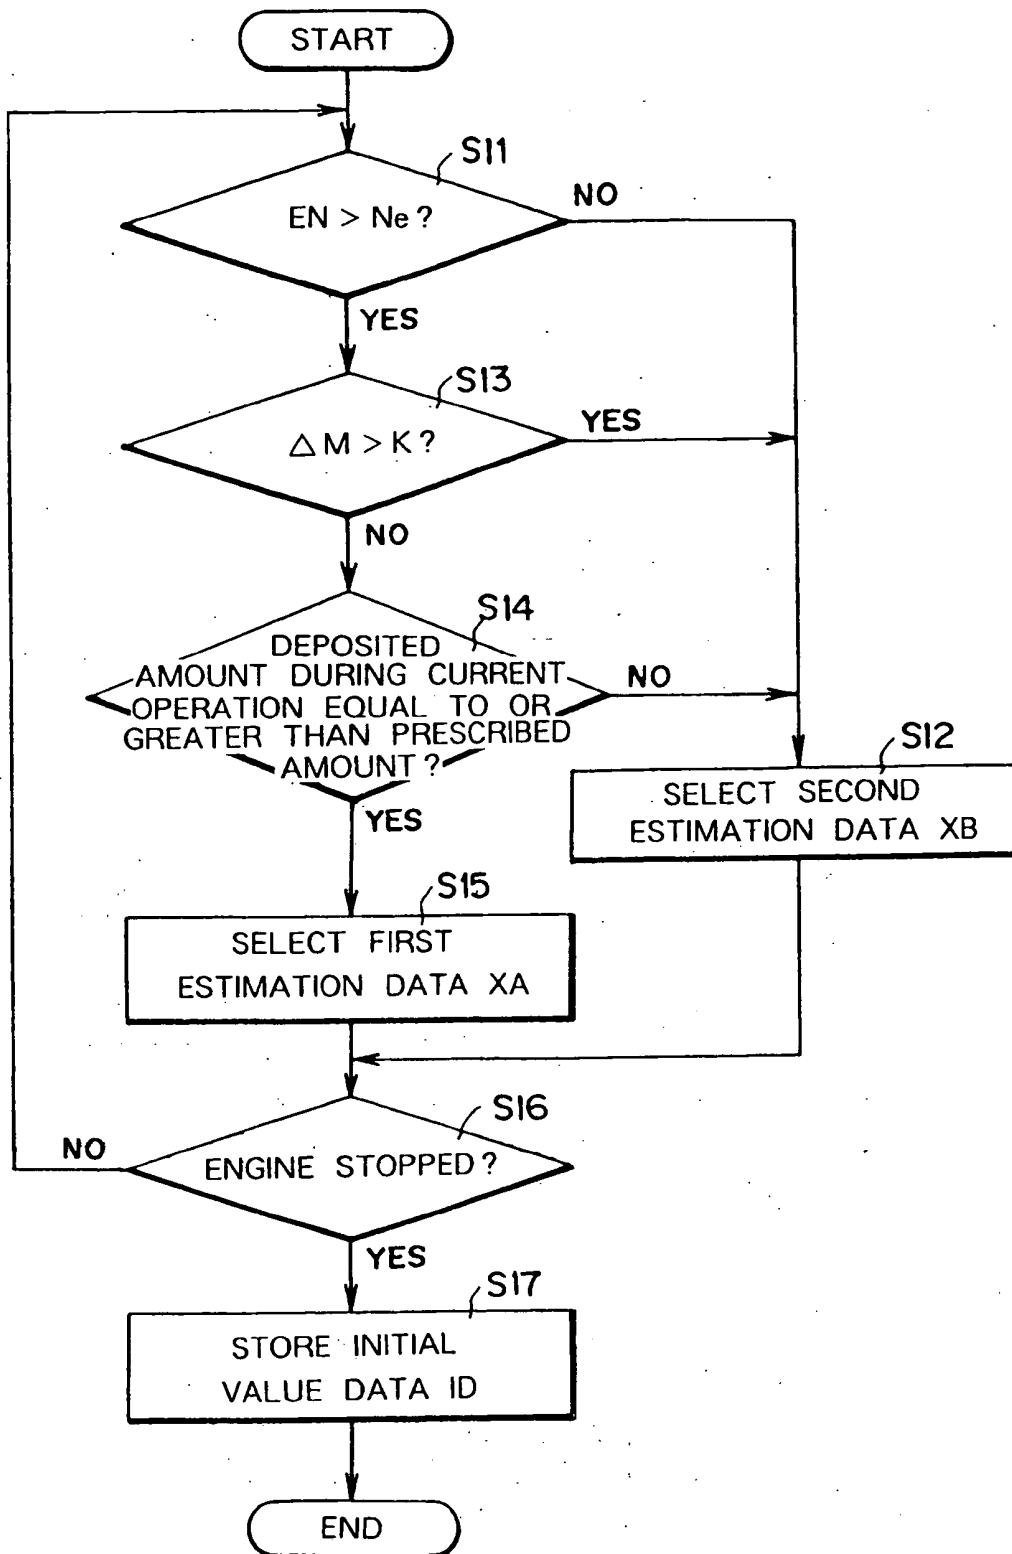 START
S11
EN > Ne ?
NO
YES
S13
△M > K ?
YES
NO
S14
DEPOSITED
AMOUNT DURING CURRENT
OPERATION EQUAL TO OR
GREATER THAN PRESCRIBED
AMOUNT ?
NO
YES
S12
SELECT SECOND
ESTIMATION DATA XB
S15
SELECT FIRST
ESTIMATION DATA XA
S16
ENGINE STOPPED ?
NO
YES
S17
STORE INITIAL
VALUE DATA ID
END